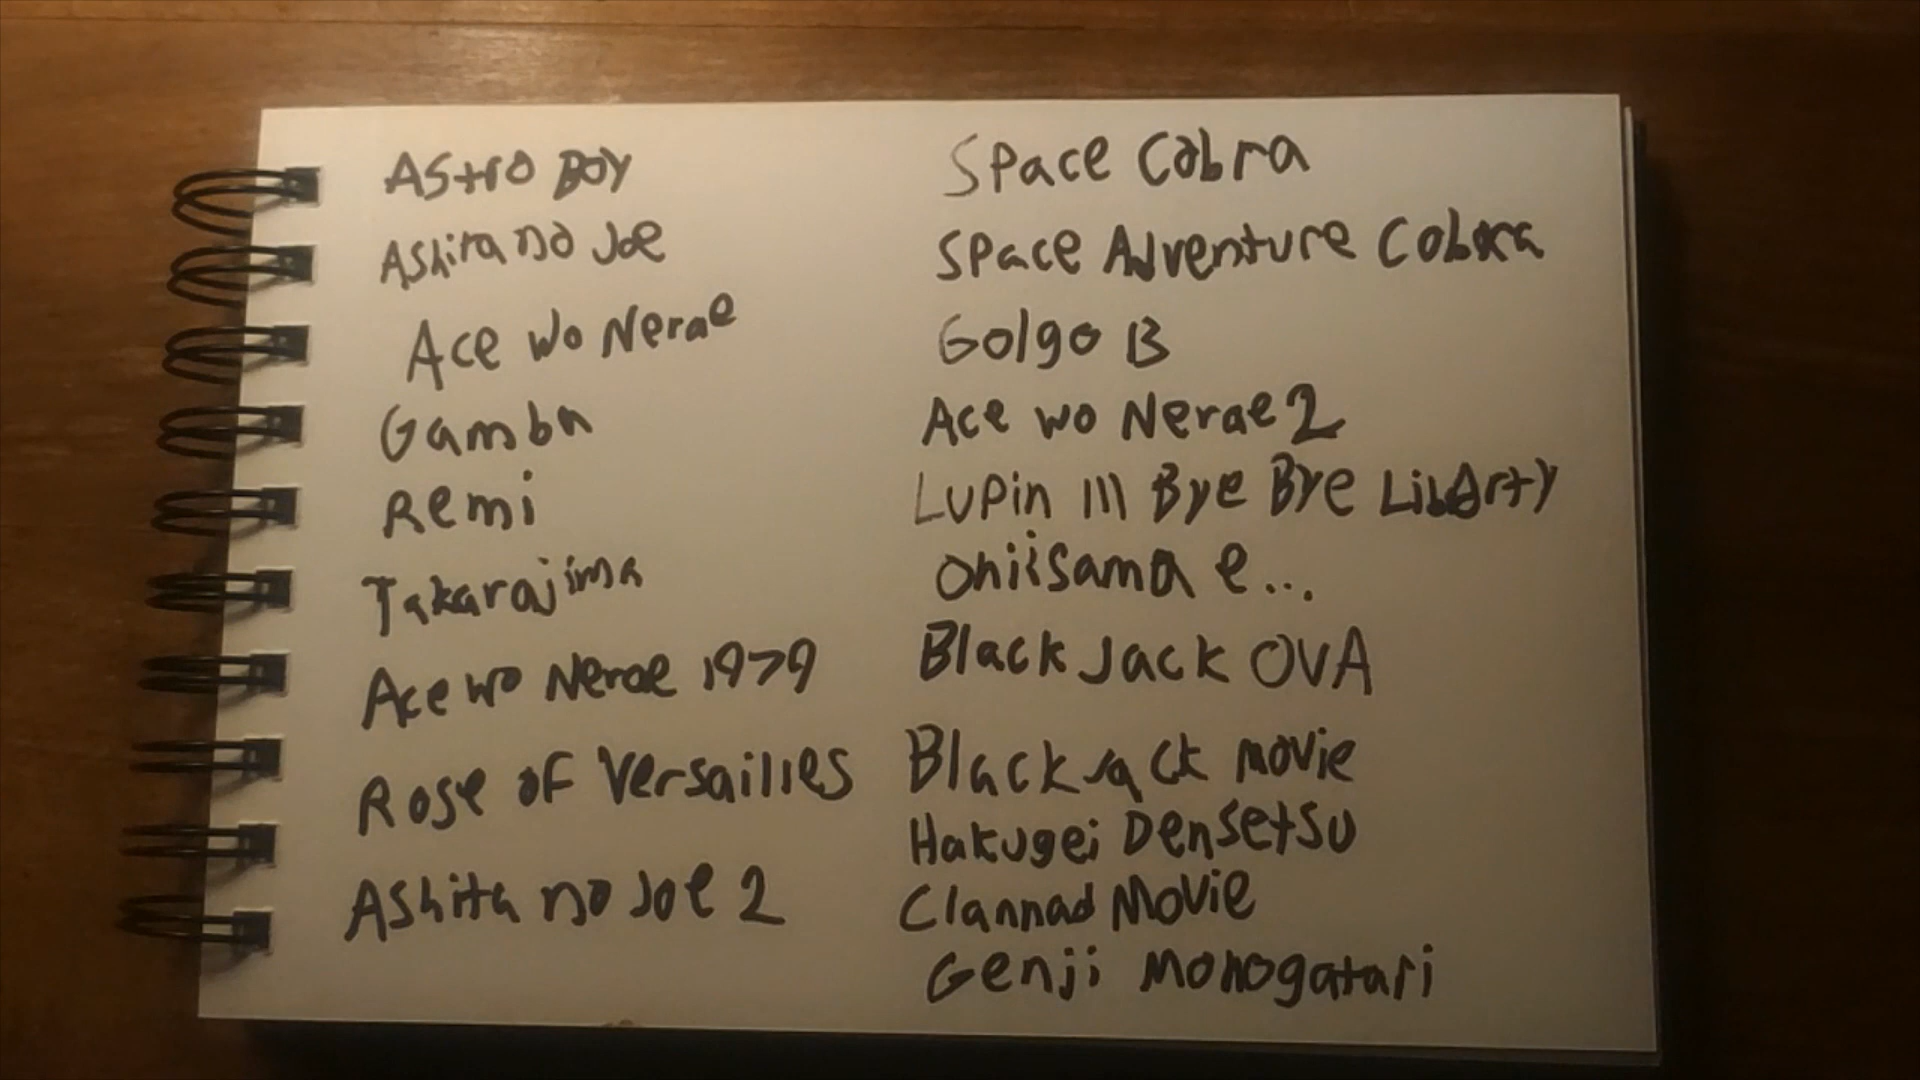 Astro Boy
Ashita no Joe
Ace wo Nerae
Gamba
Remi
Takarajima
Ace wo Nerae 1979
Rose of Versailles
Ashita no Joe 2
Space Cobra
Space Adventure Cobra
Golgo 13
Ace wo Nerae 2
Lupin III Bye Bye Liberty
Oniisama e...
Black Jack OVA
Black Jack movie
Hakugei Densetsu
Clannad Movie
Genji Monogatari